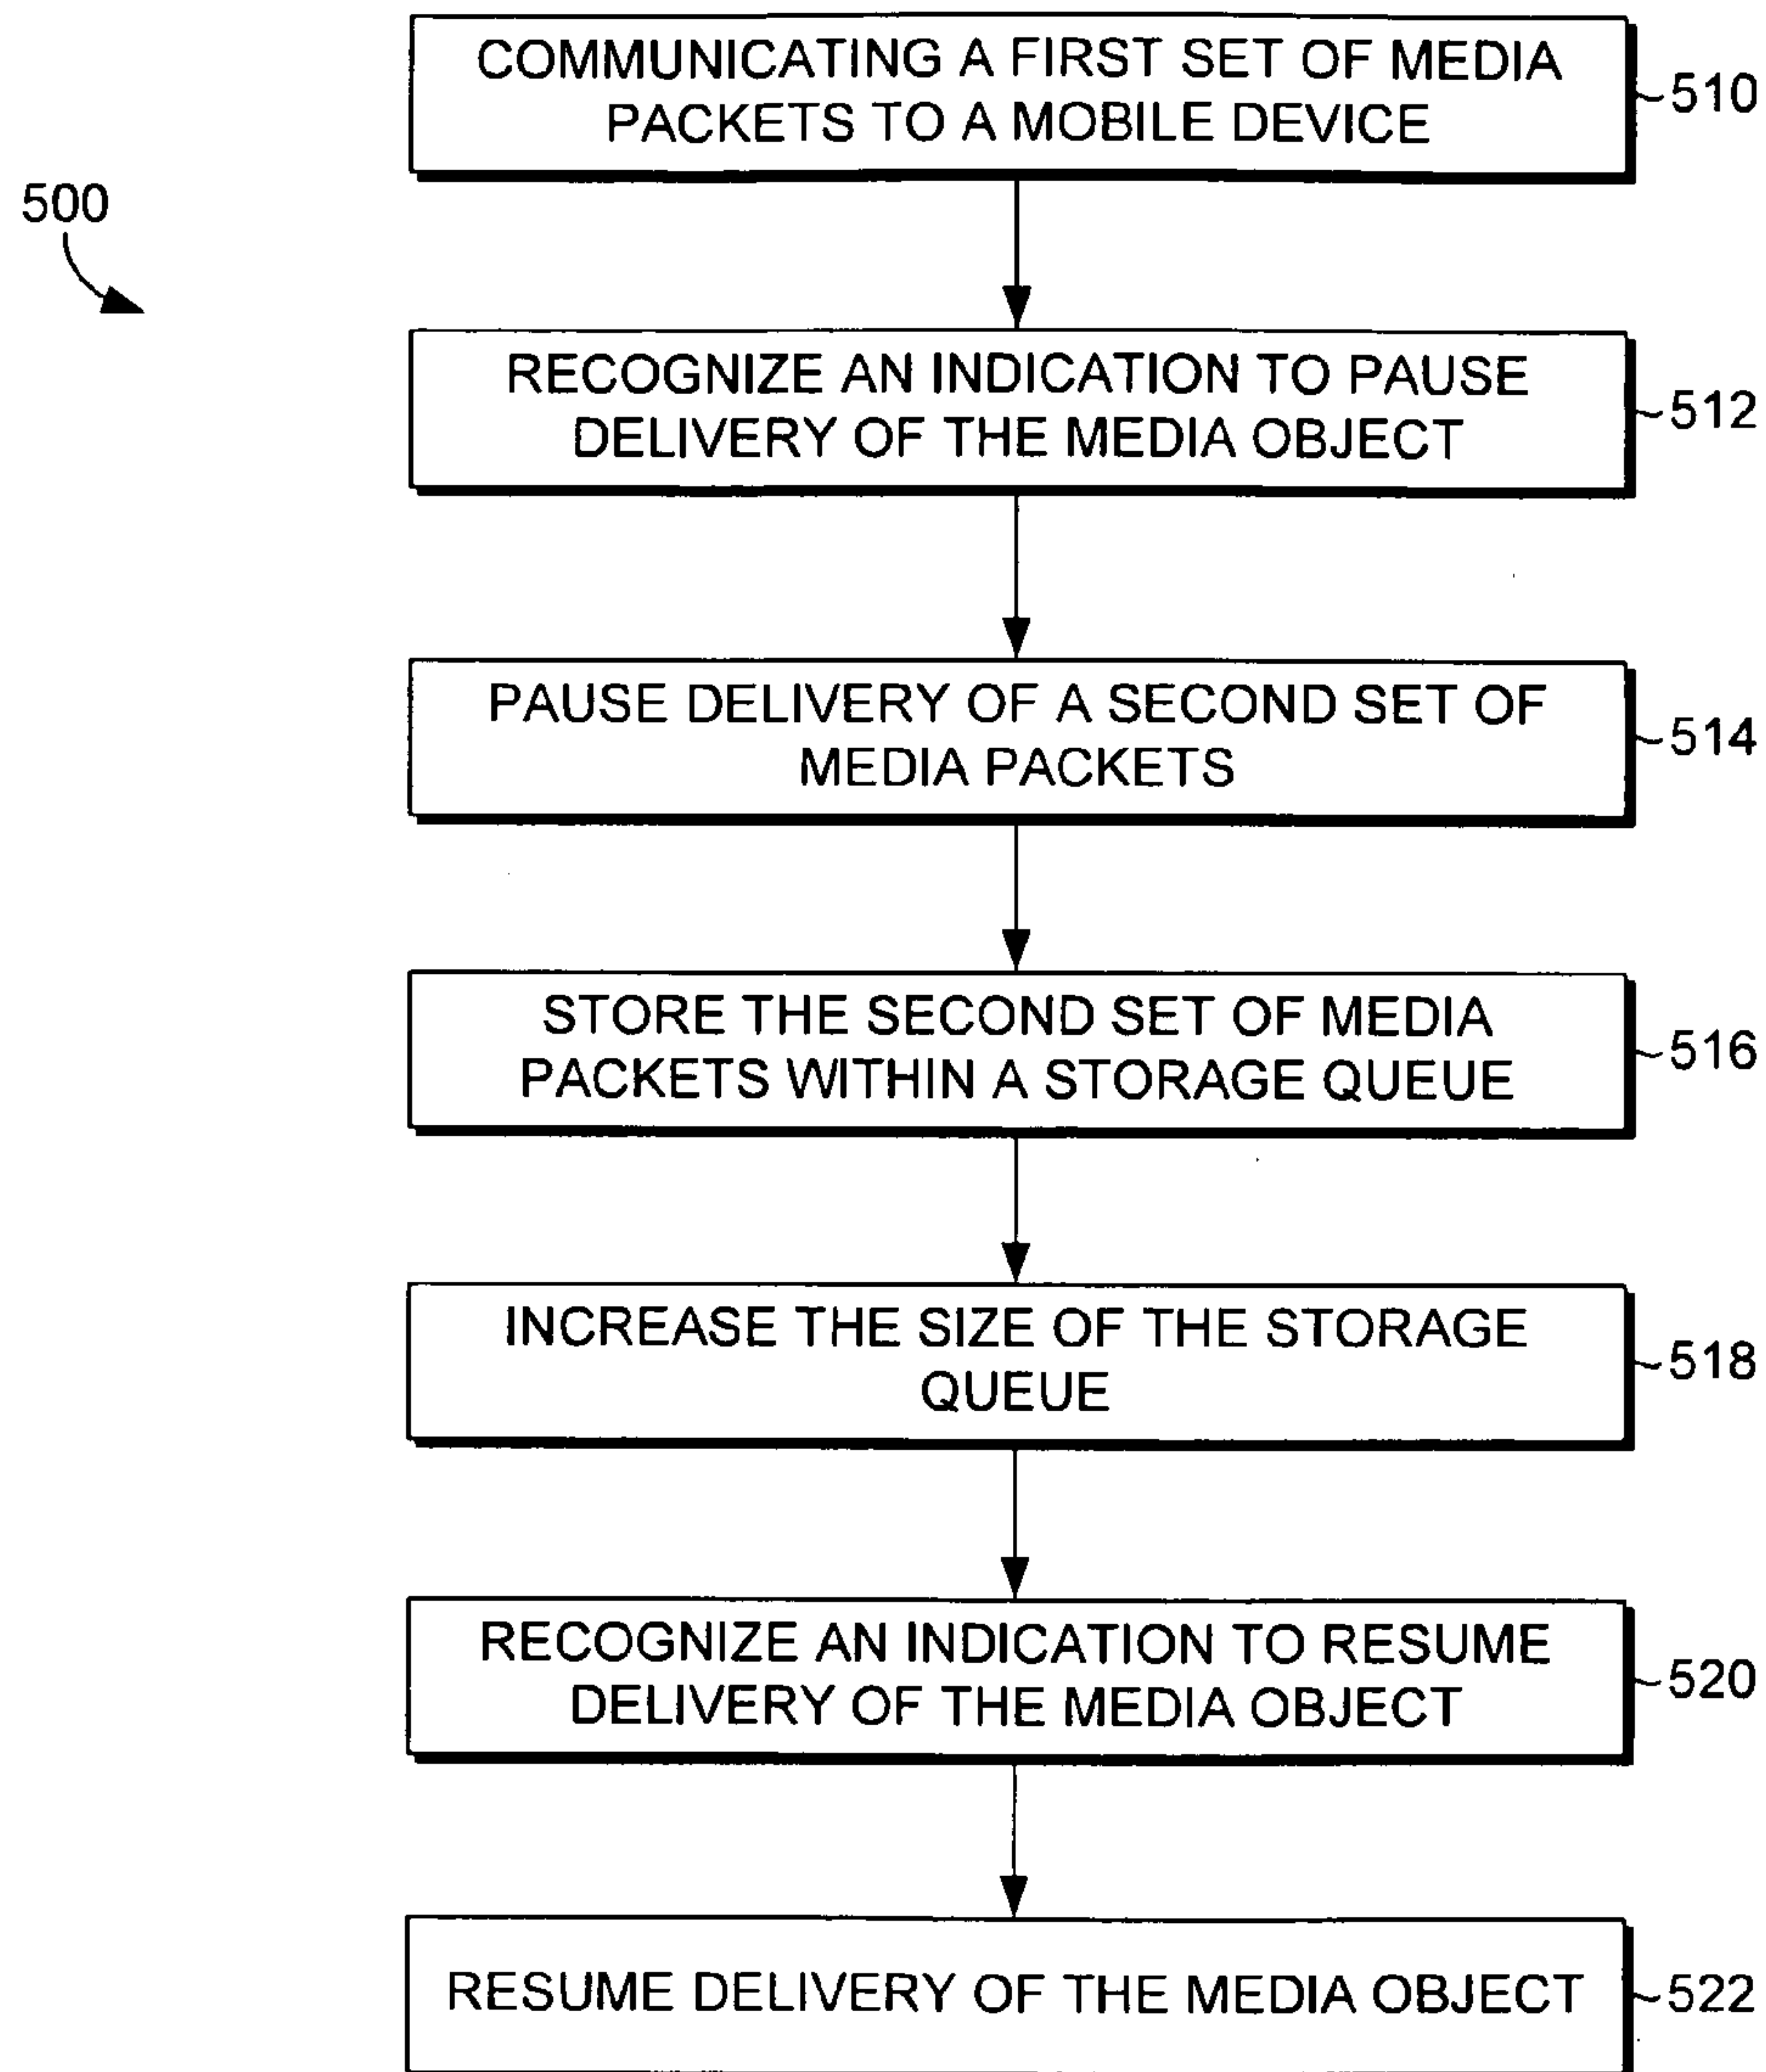 COMMUNICATING A FIRST SET OF MEDIA
PACKETS TO A MOBILE DEVICE
510
500
RECOGNIZE AN INDICATION TO PAUSE
DELIVERY OF THE MEDIA OBJECT
512
PAUSE DELIVERY OF A SECOND SET OF
MEDIA PACKETS
514
STORE THE SECOND SET OF MEDIA
PACKETS WITHIN A STORAGE QUEUE
516
INCREASE THE SIZE OF THE STORAGE
QUEUE
518
RECOGNIZE AN INDICATION TO RESUME
DELIVERY OF THE MEDIA OBJECT
520
RESUME DELIVERY OF THE MEDIA OBJECT
522